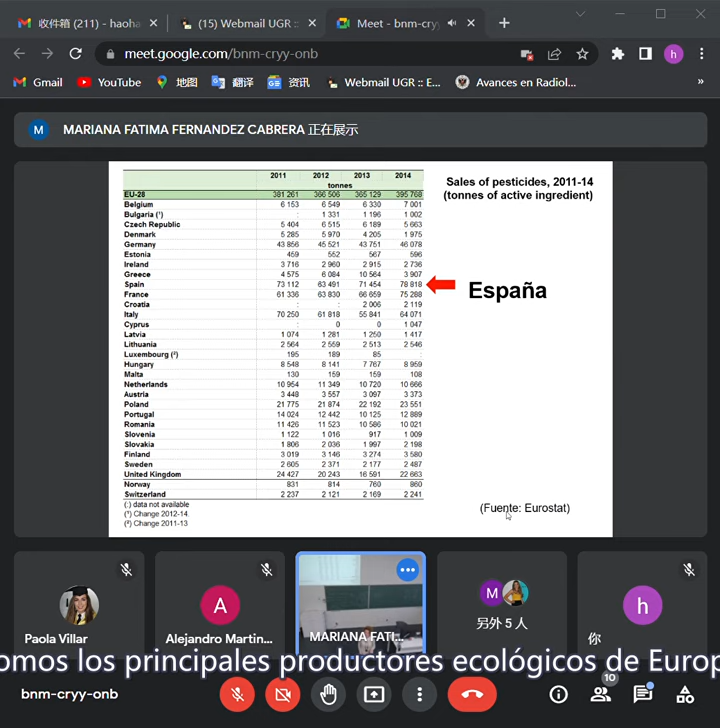 收件箱 (211) - haoha
(15) Webmail UGR ::
Meet - bnm-cry
meet.google.com/bnm-cryy-onb
h
Gmail
YouTube
地图
翻译
资讯
Webmail UGR :: E...
Avances en Radiol...
»
M
MARIANA FATIMA FERNANDEZ CABRERA 正在展示
2011 2012 2013 2014
tonnes
EU-28 381 261 366 506 365 129 395 768
Belgium 6 153 6 549 6 330 7 001
Bulgaria (¹) : 1 331 1 196 1 002
Czech Republic 5 404 6 515 6 189 5 663
Denmark 5 285 5 970 4 205 1 975
Germany 43 856 45 521 43 751 46 078
Estonia 459 552 567 596
Ireland 3 716 2 960 2 915 2 736
Greece 4 575 6 084 10 564 3 907
Spain 73 112 63 491 71 454 78 818
France 61 336 63 830 66 659 75 288
Croatia : : 2 006 2 119
Italy 70 250 61 818 55 841 64 071
Cyprus : 0 0 1 047
Latvia 1 074 1 281 1 250 1 417
Lithuania 2 564 2 559 2 513 2 546
Luxembourg (²) 195 189 85 :
Hungary 8 548 8 141 7 767 8 959
Malta 130 159 159 108
Netherlands 10 954 11 349 10 720 10 666
Austria 3 448 3 557 3 097 3 373
Poland 21 775 21 874 22 192 23 551
Portugal 14 024 12 442 10 125 12 889
Romania 11 426 11 523 10 586 10 021
Slovenia 1 122 1 016 917 1 009
Slovakia 1 806 2 036 1 997 2 198
Finland 3 019 3 146 3 274 3 580
Sweden 2 605 2 371 2 177 2 487
United Kingdom 24 427 20 243 16 591 22 663
Norway 831 814 760 860
Switzerland 2 237 2 121 2 169 2 241
(:) data not available
(¹) Change 2012-14.
(²) Change 2011-13.
Sales of pesticides, 2011-14
(tonnes of active ingredient)
España
(Fuente: Eurostat)
Paola Villar
A
Alejandro Martin...
MARIANA FATI...
M
另外 5 人
h
你
omos los principales productores ecológicos de Europ
bnm-cryy-onb
10